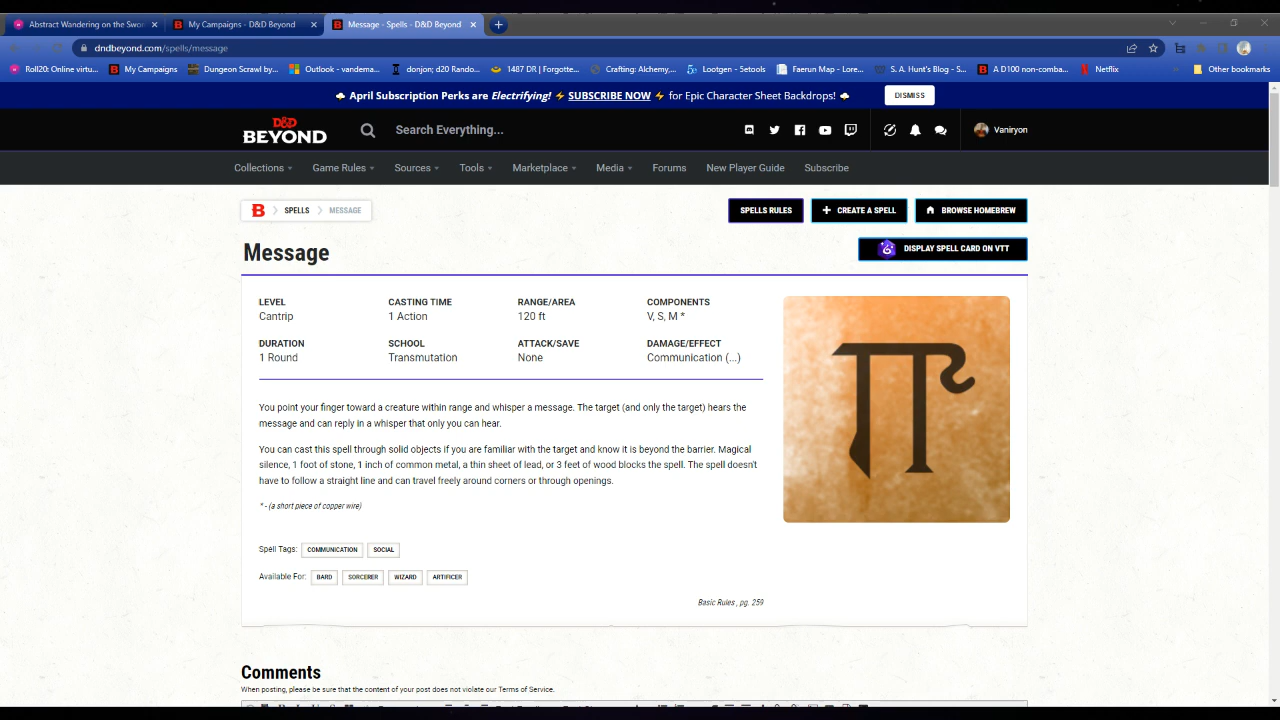 Abstract Wandering on the Swor
My Campaigns - D&D Beyond
Message - Spells - D&D Beyond
dndbeyond.com/spells/message
Roll20: Online virtu...
My Campaigns
Dungeon Scrawl by...
Outlook - vandema...
donjon; d20 Rando...
1487 DR | Forgotte...
Crafting: Alchemy,...
Lootgen - 5etools
Faerun Map - Lore...
S. A. Hunt's Blog - S...
A D100 non-comba...
Netflix
Other bookmarks
April Subscription Perks are Electrifying! ⚡ SUBSCRIBE NOW ⚡ for Epic Character Sheet Backdrops!
DISMISS
D&D BEYOND
Search Everything...
Vaniryon
Collections
Game Rules
Sources
Tools
Marketplace
Media
Forums
New Player Guide
Subscribe
SPELLS
MESSAGE
SPELLS RULES
+ CREATE A SPELL
BROWSE HOMEBREW
Message
DISPLAY SPELL CARD ON VTT
LEVEL
Cantrip
CASTING TIME
1 Action
RANGE/AREA
120 ft
COMPONENTS
V, S, M *
DURATION
1 Round
SCHOOL
Transmutation
ATTACK/SAVE
None
DAMAGE/EFFECT
Communication (...)
You point your finger toward a creature within range and whisper a message. The target (and only the target) hears the
message and can reply in a whisper that only you can hear.
You can cast this spell through solid objects if you are familiar with the target and know it is beyond the barrier. Magical
silence, 1 foot of stone, 1 inch of common metal, a thin sheet of lead, or 3 feet of wood blocks the spell. The spell doesn't
have to follow a straight line and can travel freely around corners or through openings.
* - (a short piece of copper wire)
Spell Tags: COMMUNICATION SOCIAL
Available For: BARD SORCERER WIZARD ARTIFICER
Basic Rules , pg. 259
Comments
When posting, please be sure that the content of your post does not violate our Terms of Service.